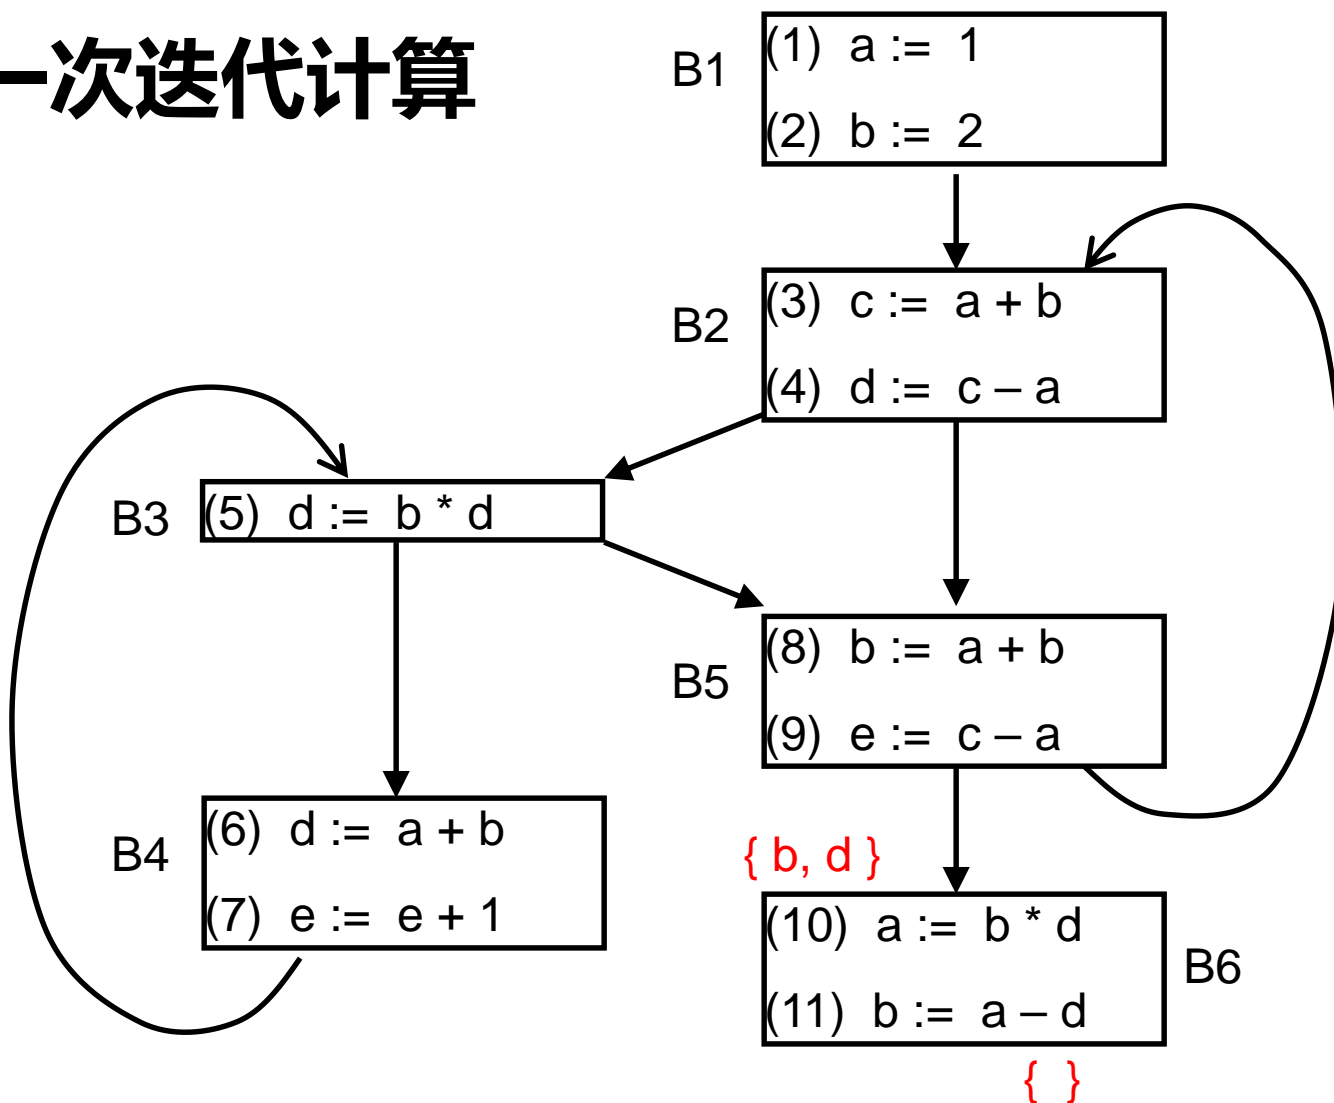 一次迭代计算
B1
(1) a := 1
(2) b := 2
B2
(3) c := a + b
(4) d := c – a
B3
(5) d := b * d
B5
(8) b := a + b
(9) e := c – a
B4
(6) d := a + b
(7) e := e + 1
{ b, d }
(10) a := b * d
(11) b := a – d
B6
{ }